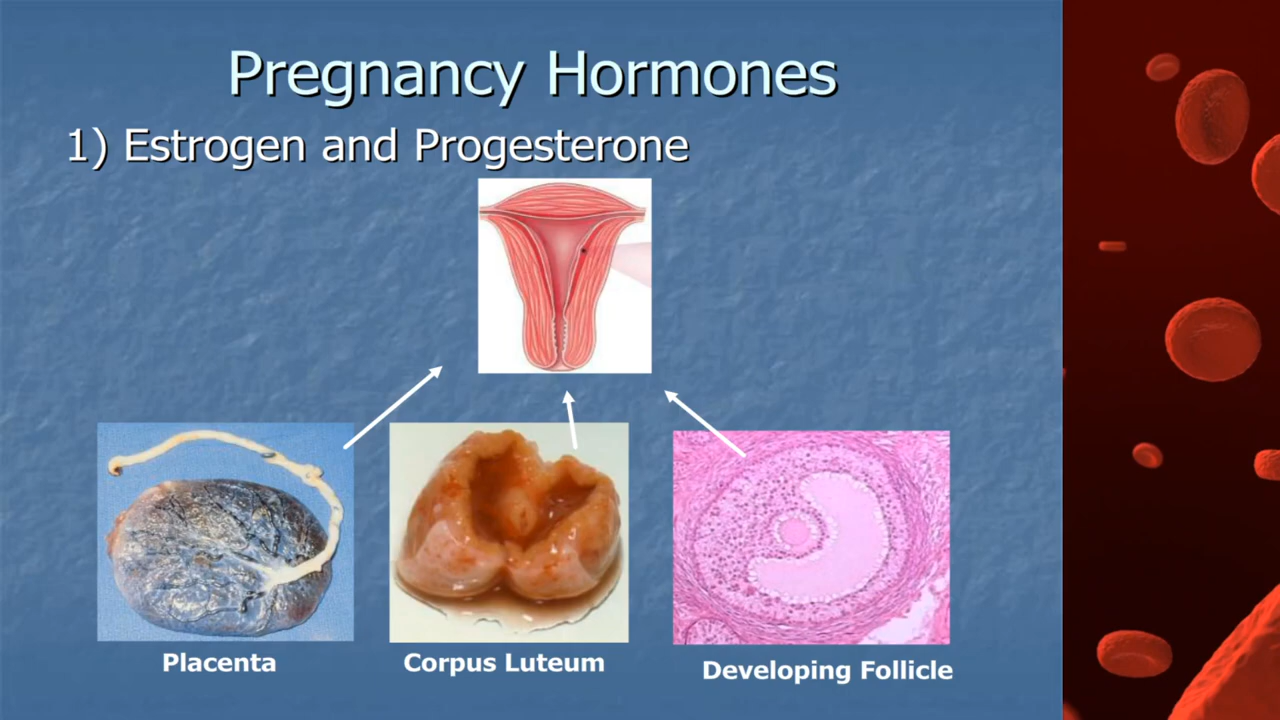 Pregnancy Hormones
1) Estrogen and Progesterone
Placenta
Corpus Luteum
Developing Follicle